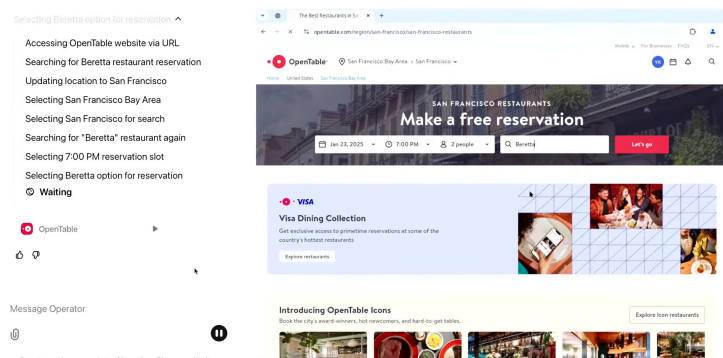 Selecting Beretta option for reservation
Accessing OpenTable website via URL
Searching for Beretta restaurant reservation
Updating location to San Francisco
Selecting San Francisco Bay Area
Selecting San Francisco for search
Searching for "Beretta" restaurant again
Selecting 7:00 PM reservation slot
Selecting Beretta option for reservation
Waiting
OpenTable
Message Operator
The Best Restaurants in San
opentable.com/region/san-francisco/san-francisco-restaurants
Mobile For Businesses FAQs EN
OpenTable San Francisco Bay Area > San Francisco
YK
Home United States San Francisco Bay Area
SAN FRANCISCO RESTAURANTS
Make a free reservation
Jan 23, 2025 7:00 PM 2 people Beretta Let's go
VISA
Visa Dining Collection
Get exclusive access to primetime reservations at some of the
country's hottest restaurants
Explore restaurants
Introducing OpenTable Icons
Book the city's award-winners, hot newcomers, and hard-to-get tables.
Explore Icon restaurants